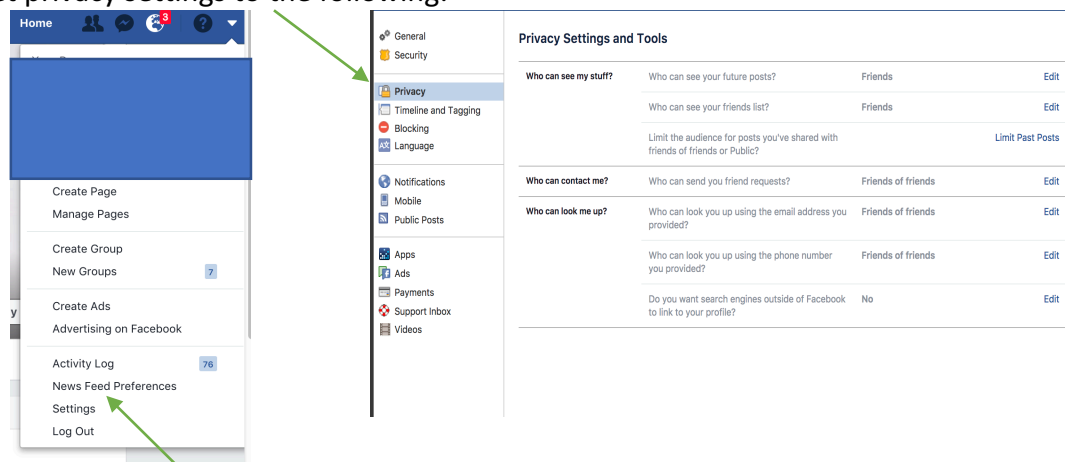 privacy settings to the following:
Home 3 ?
Create Page
Manage Pages
Create Group
New Groups 7
Create Ads
Advertising on Facebook
Activity Log 76
News Feed Preferences
Settings
Log Out
y
General
Security
Privacy
Timeline and Tagging
Blocking
Language
Notifications
Mobile
Public Posts
Apps
Ads
Payments
Support Inbox
Videos
Privacy Settings and Tools
Who can see my stuff? Who can see your future posts? Friends Edit
Who can see your friends list? Friends Edit
Limit the audience for posts you've shared with Limit Past Posts
friends of friends or Public?
Who can contact me? Who can send you friend requests? Friends of friends Edit
Who can look me up? Who can look you up using the email address you Friends of friends Edit
provided?
Who can look you up using the phone number Friends of friends Edit
you provided?
Do you want search engines outside of Facebook No Edit
to link to your profile?